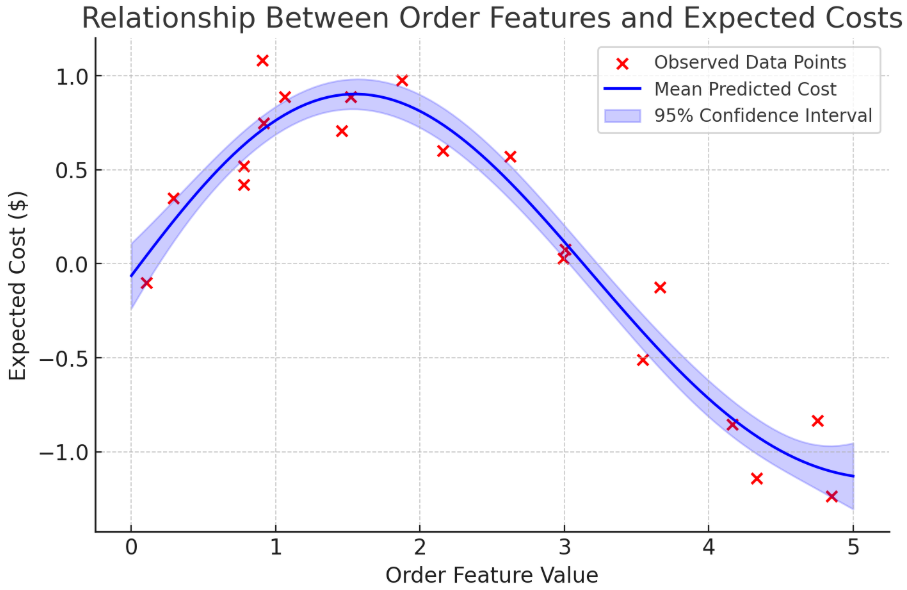 Relationship Between Order Features and Expected Costs
Observed Data Points
Mean Predicted Cost
95% Confidence Interval
Expected Cost ($)
1.0
0.5
0.0
−0.5
−1.0
0 1 2 3 4 5
Order Feature Value